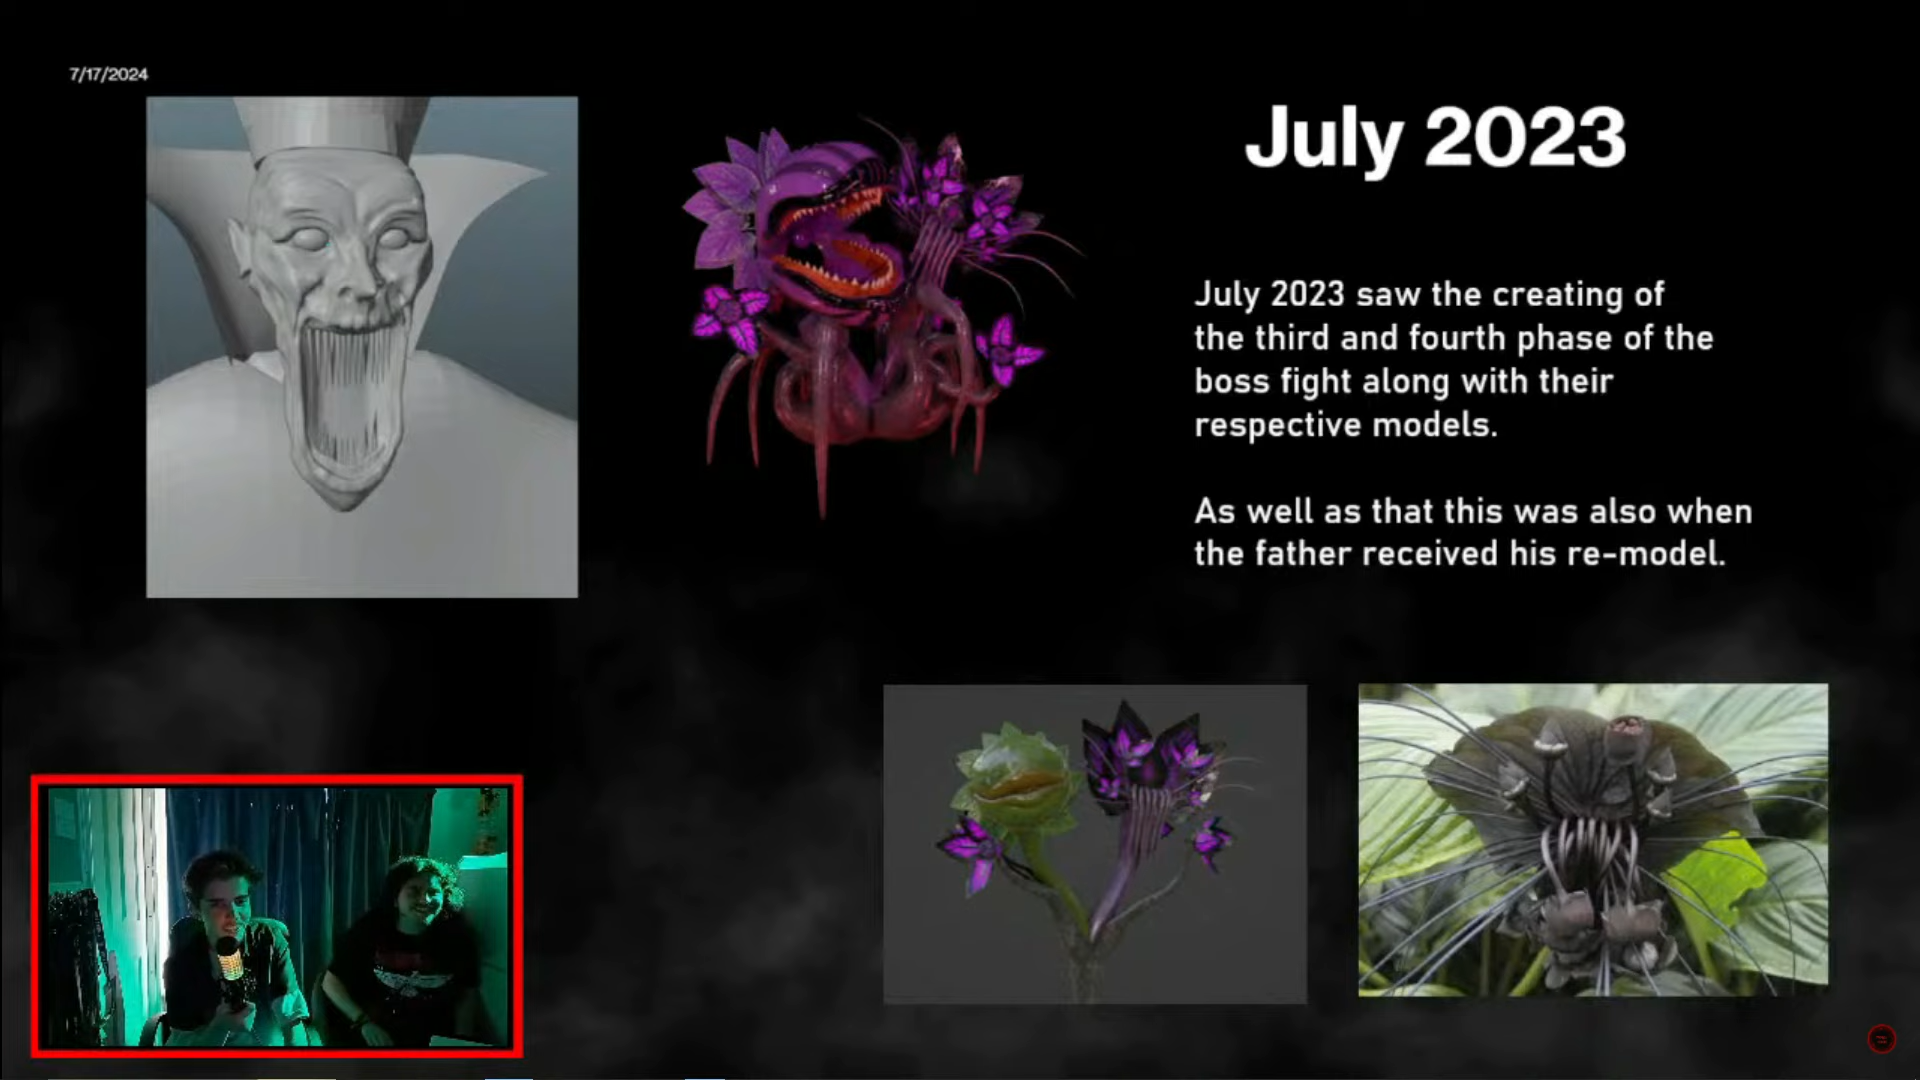 7/17/2024
July 2023
July 2023 saw the creating of
the third and fourth phase of the
boss fight along with their
respective models.
As well as that this was also when
the father received his re-model.